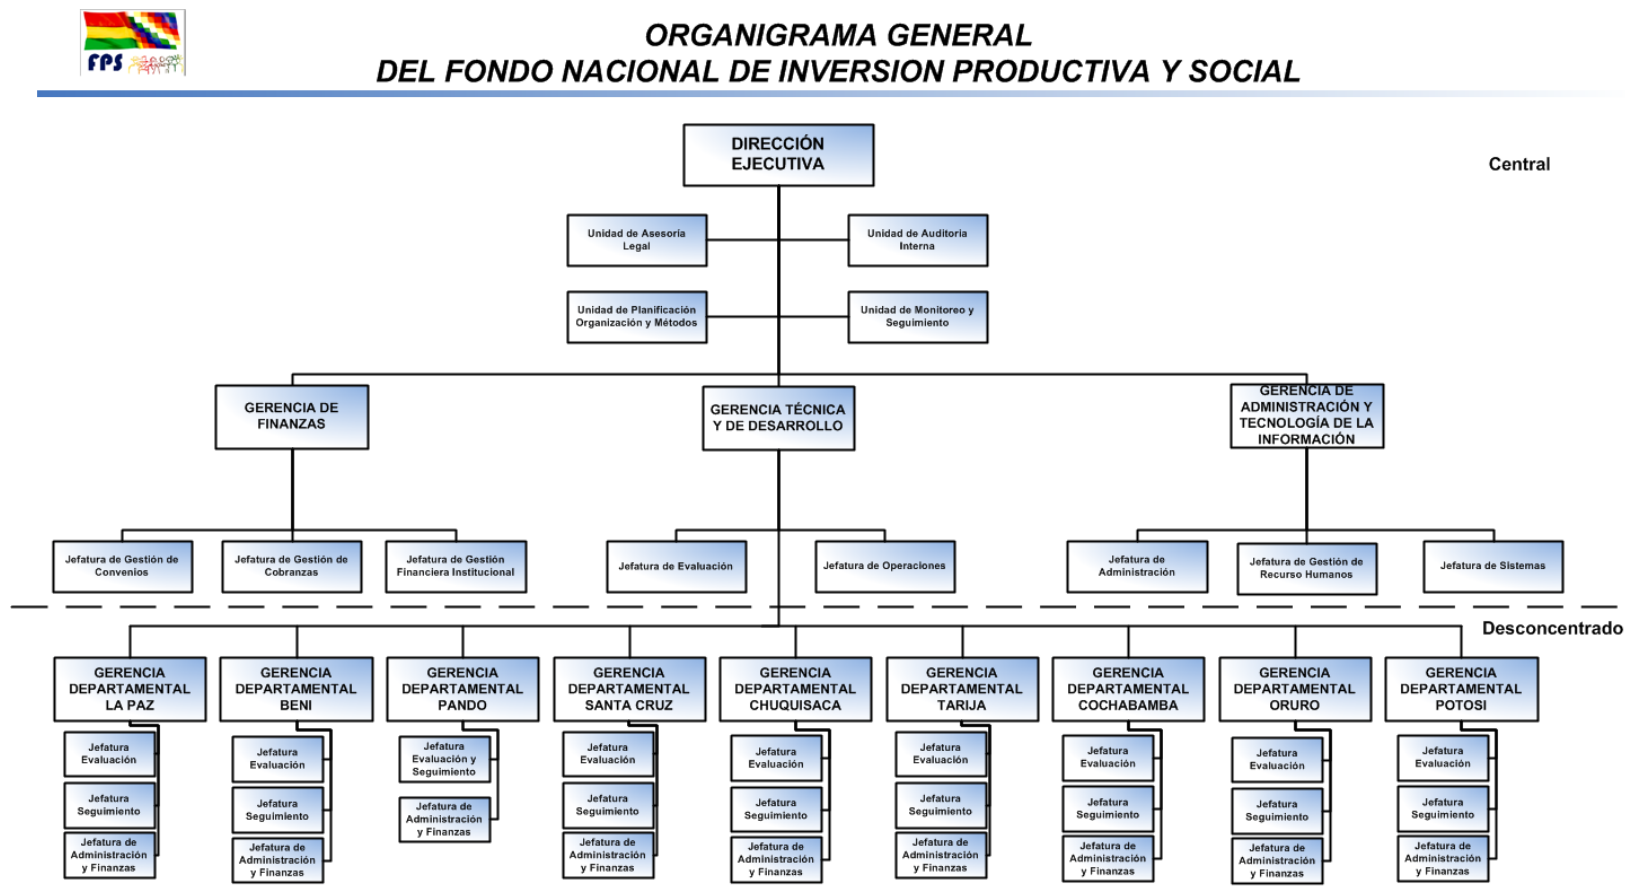 ORGANIGRAMA GENERAL
DEL FONDO NACIONAL DE INVERSION PRODUCTIVA Y SOCIAL
FPS
DIRECCIÓN
EJECUTIVA
Central
Unidad de Asesoría
Legal
Unidad de Auditoria
Interna
Unidad de Planificación
Organización y Métodos
Unidad de Monitoreo y
Seguimiento
GERENCIA DE
FINANZAS
GERENCIA TÉCNICA
Y DE DESARROLLO
GERENCIA DE
ADMINISTRACIÓN Y
TECNOLOGÍA DE LA
INFORMACIÓN
Jefatura de Gestión de
Convenios
Jefatura de Gestión de
Cobranzas
Jefatura de Gestión
Financiera Institucional
Jefatura de Evaluación
Jefatura de Operaciones
Jefatura de
Administración
Jefatura de Gestión de
Recurso Humanos
Jefatura de Sistemas
Desconcentrado
GERENCIA
DEPARTAMENTAL
LA PAZ
GERENCIA
DEPARTAMENTAL
BENI
GERENCIA
DEPARTAMENTAL
PANDO
GERENCIA
DEPARTAMENTAL
SANTA CRUZ
GERENCIA
DEPARTAMENTAL
CHUQUISACA
GERENCIA
DEPARTAMENTAL
TARIJA
GERENCIA
DEPARTAMENTAL
COCHABAMBA
GERENCIA
DEPARTAMENTAL
ORURO
GERENCIA
DEPARTAMENTAL
POTOSI
Jefatura
Evaluación
Jefatura
Seguimiento
Jefatura de
Administración
y Finanzas
Jefatura
Evaluación
Jefatura
Seguimiento
Jefatura de
Administración
y Finanzas
Jefatura
Evaluación y
Seguimiento
Jefatura de
Administración
y Finanzas
Jefatura
Evaluación
Jefatura
Seguimiento
Jefatura de
Administración
y Finanzas
Jefatura
Evaluación
Jefatura
Seguimiento
Jefatura de
Administración
y Finanzas
Jefatura
Evaluación
Jefatura
Seguimiento
Jefatura de
Administración
y Finanzas
Jefatura
Evaluación
Jefatura
Seguimiento
Jefatura de
Administración
y Finanzas
Jefatura
Evaluación
Jefatura
Seguimiento
Jefatura de
Administración
y Finanzas
Jefatura
Evaluación
Jefatura
Seguimiento
Jefatura de
Administración
y Finanzas